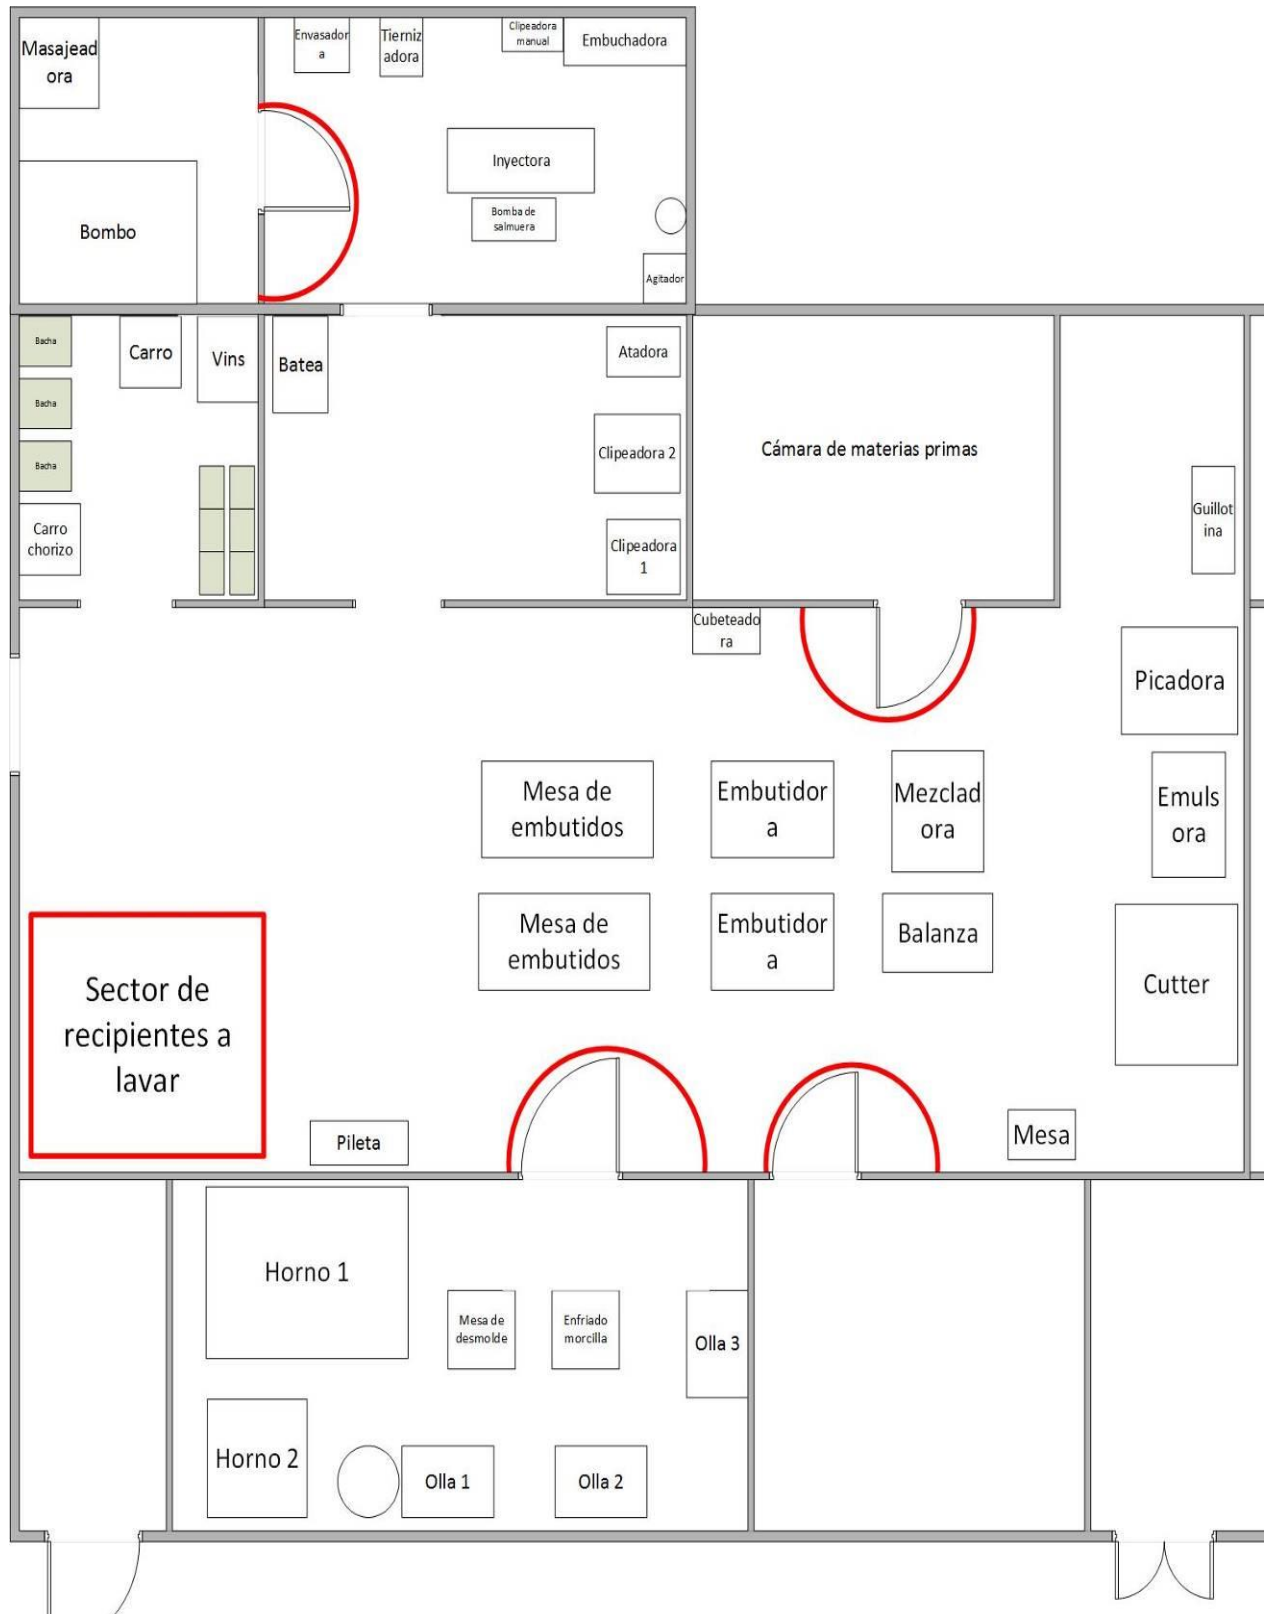 Masajead
ora
Envasador
a
Tierniz
adora
Clipeadora
manual
Embuchadora
Inyectora
Bomba de
salmuera
Bombo
Agitador
Bacha
Carro
Vins
Batea
Atadora
Bacha
Clipeadora 2
Cámara de materias primas
Bacha
Carro
chorizo
Clipeadora
1
Guillot
ina
Cubeteado
ra
Picadora
Mesa de
embutidos
Embutidor
a
Mezclad
ora
Emuls
ora
Mesa de
embutidos
Embutidor
a
Balanza
Cutter
Sector de
recipientes a
lavar
Pileta
Mesa
Horno 1
Mesa de
desmolde
Enfriado
morcilla
Olla 3
Horno 2
Olla 1
Olla 2